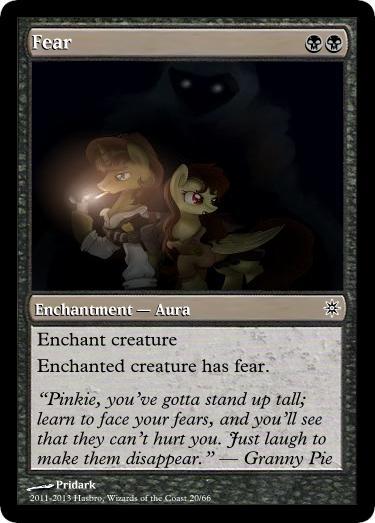 Fear
Enchantment — Aura
Enchant creature
Enchanted creature has fear.
“Pinkie, you’ve gotta stand up tall;
learn to face your fears, and you’ll see
that they can’t hurt you. Just laugh to
make them disappear.” — Granny Pie
Pridark
2011-2013 Hasbro, Wizards of the Coast 20/66